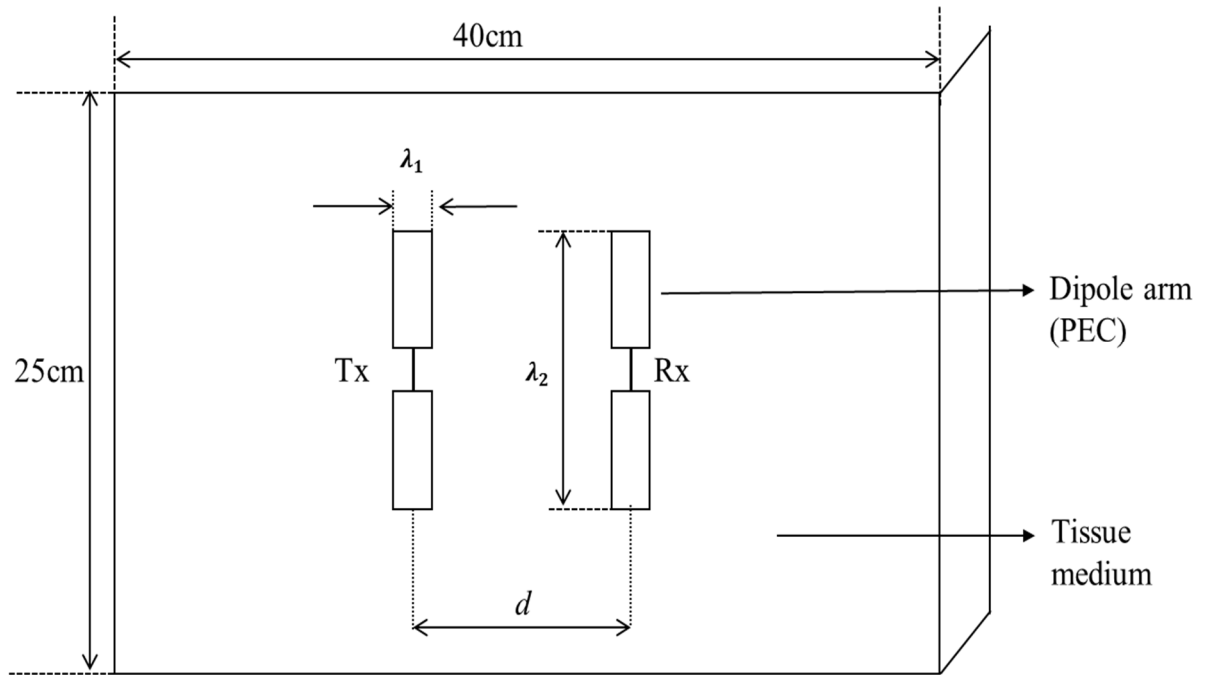 40cm
λ₁
Dipole arm
(PEC)
25cm
Tx
λ₂
Rx
Tissue
medium
d